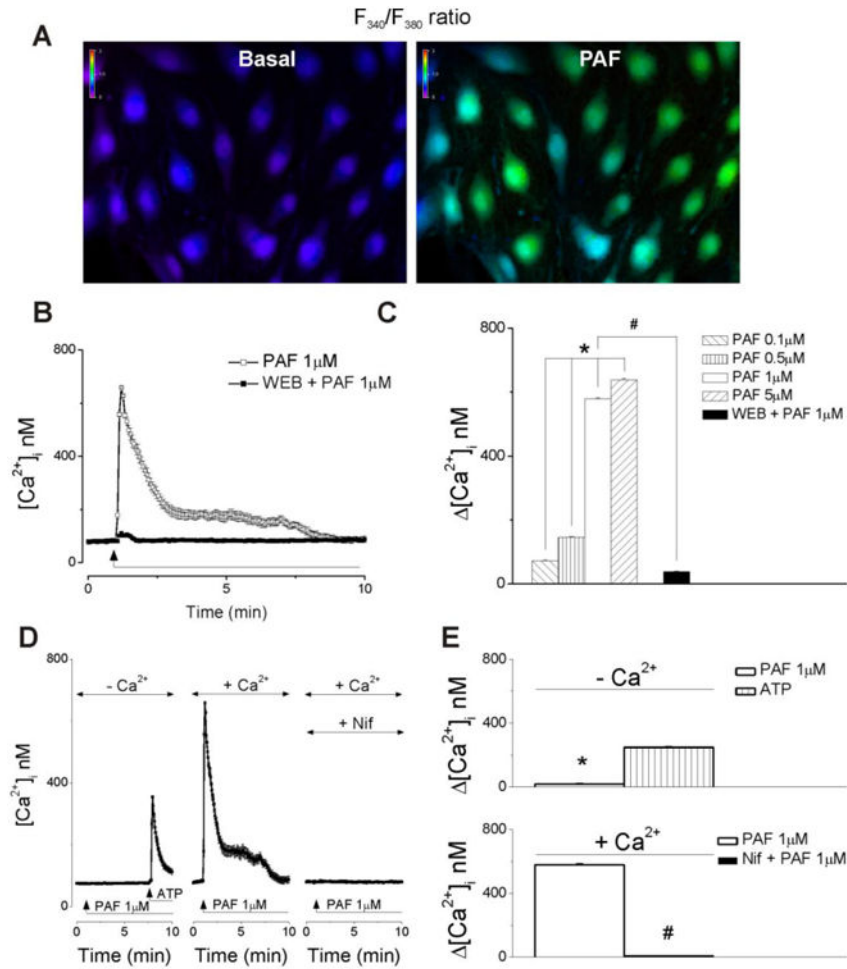 F340/F380 ratio
A
Basal
PAF
B
800
400
0
[Ca2+]i nM
PAF 1µM
WEB + PAF 1µM
0
5
10
Time (min)
C
800
400
0
Δ[Ca2+]i nM
*
#
PAF 0.1µM
PAF 0.5µM
PAF 1µM
PAF 5µM
WEB + PAF 1µM
D
800
400
0
[Ca2+]i nM
- Ca2+
+ Ca2+
+ Ca2+
+ Nif
ATP
PAF 1µM
PAF 1µM
PAF 1µM
0 5 10
0 5 10
0 5 10
Time (min)
Time (min)
Time (min)
E
800
400
0
Δ[Ca2+]i nM
- Ca2+
*
PAF 1µM
ATP
800
400
0
Δ[Ca2+]i nM
+ Ca2+
#
PAF 1µM
Nif + PAF 1µM